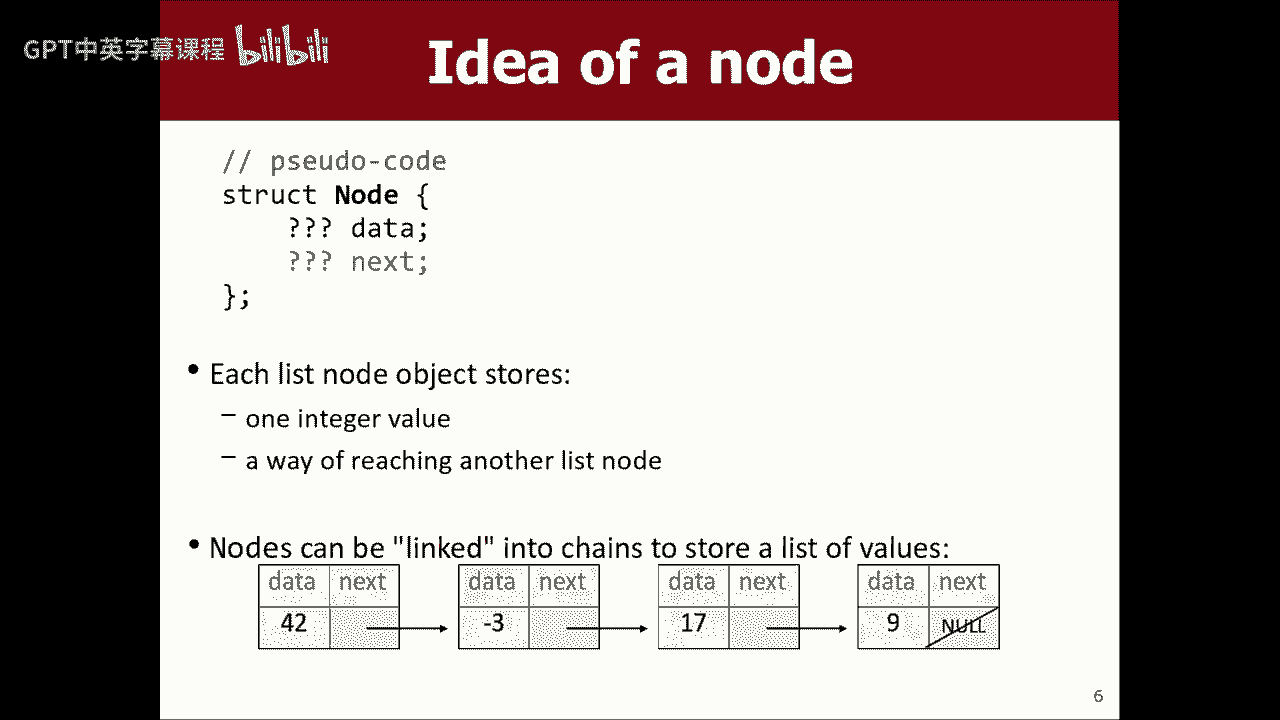 GPT中英字幕课程 bilibili
Idea of a node
// pseudo-code
struct Node {
??? data;
??? next;
};
• Each list node object stores:
– one integer value
– a way of reaching another list node
• Nodes can be "linked" into chains to store a list of values:
data next data next data next data next
42 -3 17 9 NULL
6